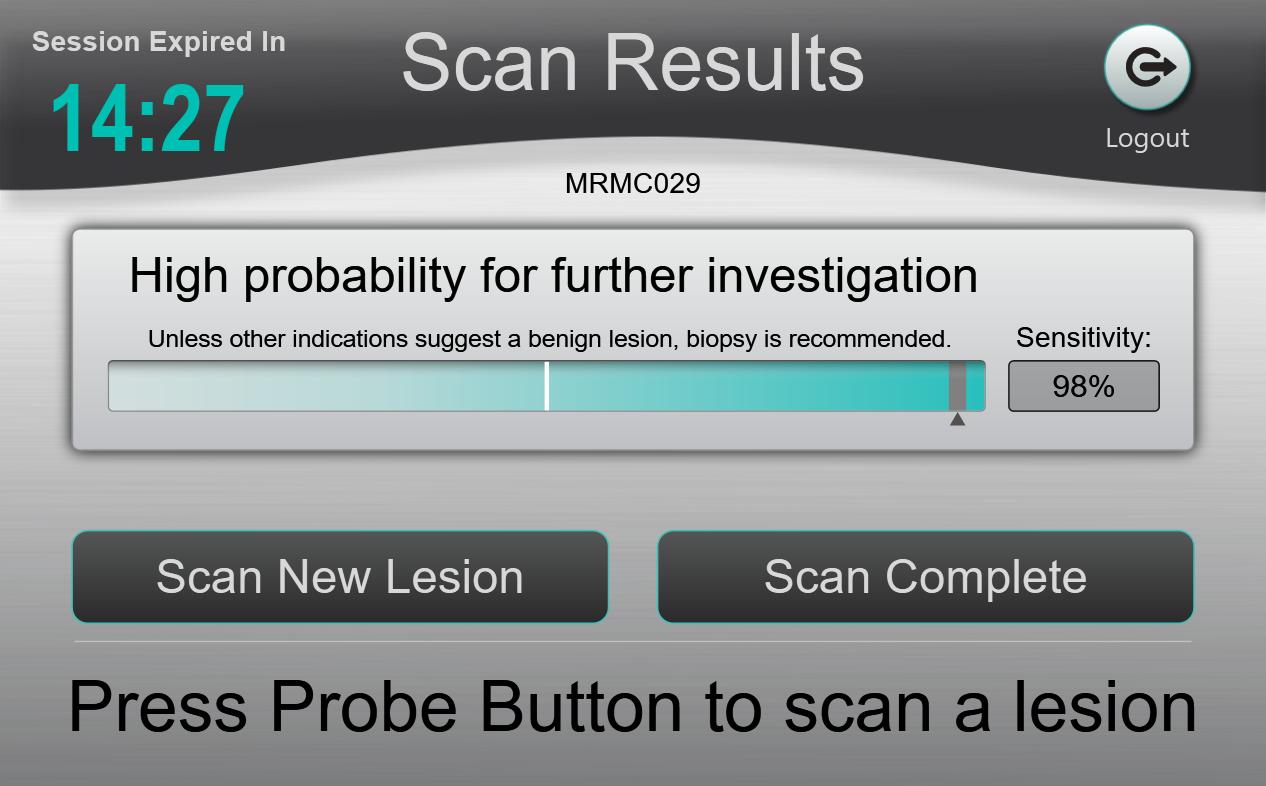 Session Expired In
14:27
Scan Results
Logout
MRMC029
High probability for further investigation
Unless other indications suggest a benign lesion, biopsy is recommended.
Sensitivity:
98%
Scan New Lesion
Scan Complete
Press Probe Button to scan a lesion